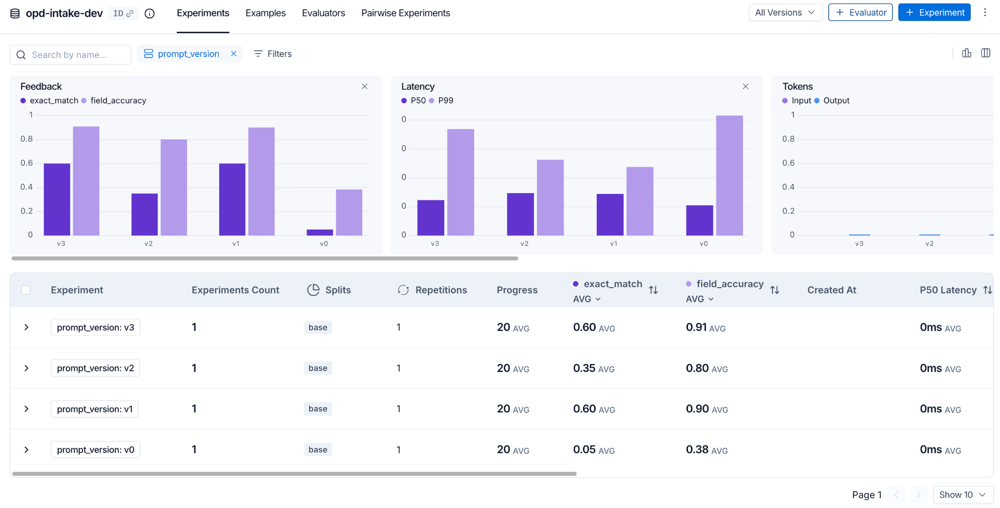 opd-intake-dev ID Experiments Examples Evaluators Pairwise Experiments All Versions + Evaluator + Experiment
Search by name... prompt_version Filters
Feedback
exact_match field_accuracy
1
0.8
0.6
0.4
0.2
0
v3 v2 v1 v0
Latency
P50 P99
0
0
0
0
0
v3 v2 v1 v0
Tokens
Input Output
1
0.8
0.6
0.4
0.2
0
v3 v2
Experiment Experiments Count Splits Repetitions Progress exact_match AVG field_accuracy AVG Created At P50 Latency
prompt_version: v3 1 base 1 20 AVG 0.60 AVG 0.91 AVG 0ms AVG
prompt_version: v2 1 base 1 20 AVG 0.35 AVG 0.80 AVG 0ms AVG
prompt_version: v1 1 base 1 20 AVG 0.60 AVG 0.90 AVG 0ms AVG
prompt_version: v0 1 base 1 20 AVG 0.05 AVG 0.38 AVG 0ms AVG
Page 1 Show 10